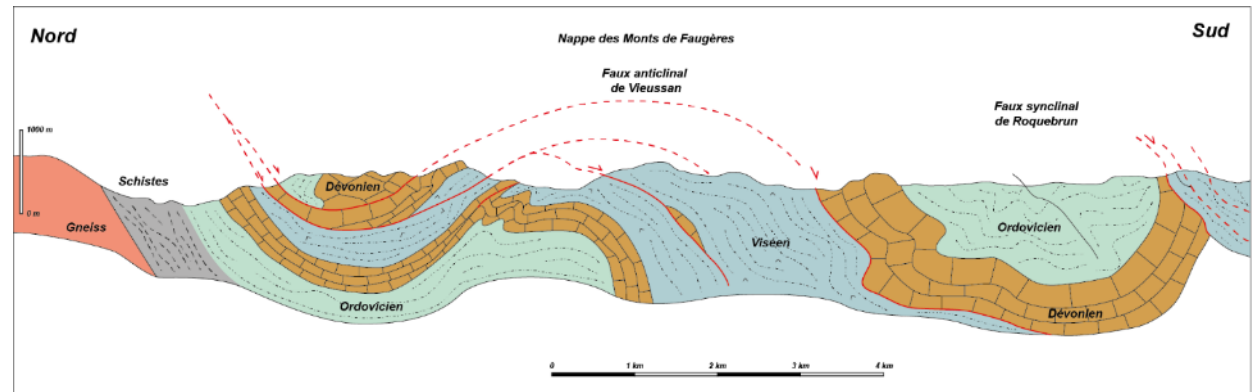 Nord
Sud
Nappe des Monts de Faugères
Faux anticlinal
de Vieussan
Faux synclinal
de Roquebrun
1000 m
0 m
Schistes
Gneiss
Dévonien
Ordovicien
Viséen
Ordovicien
Dévonien
0 1 km 2 km 3 km 4 km